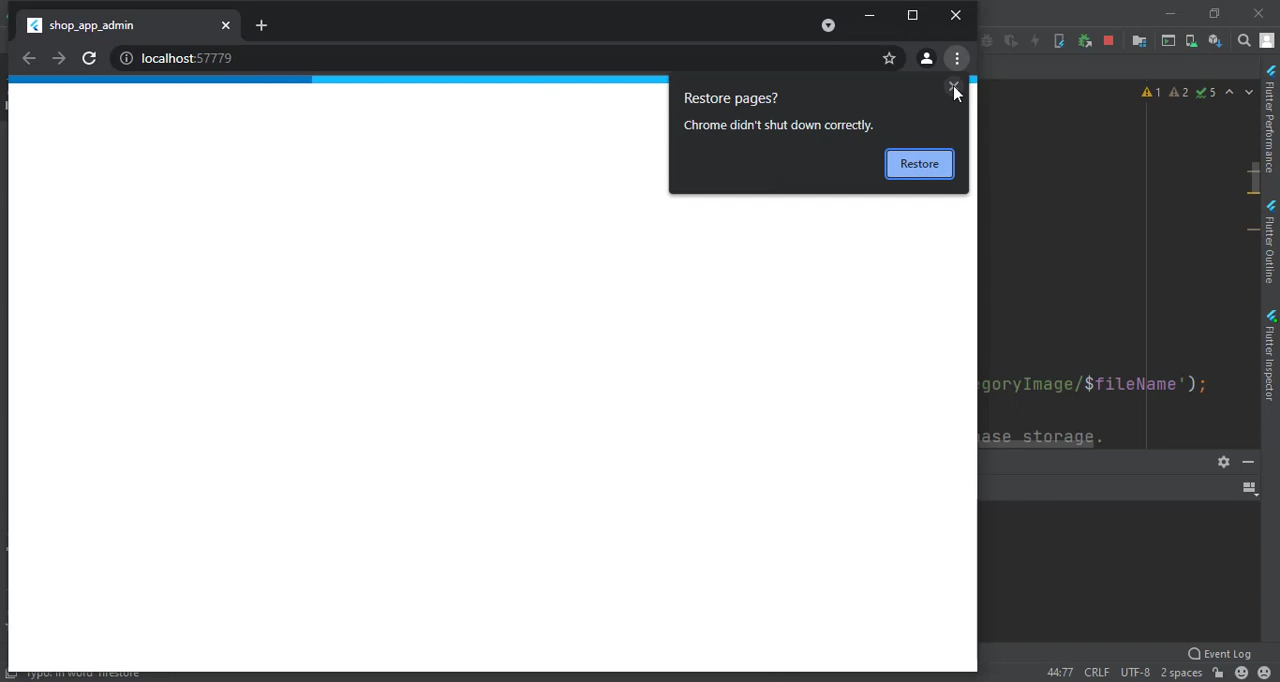 shop_app_admin
localhost:57779
Restore pages?
Chrome didn't shut down correctly.
Restore
1 2 5
Flutter Performance
Flutter Outline
Flutter Inspector
egoryImage/$fileName');
ase storage.
Event Log
Typo: In word 'firestore'
44:77 CRLF UTF-8 2 spaces